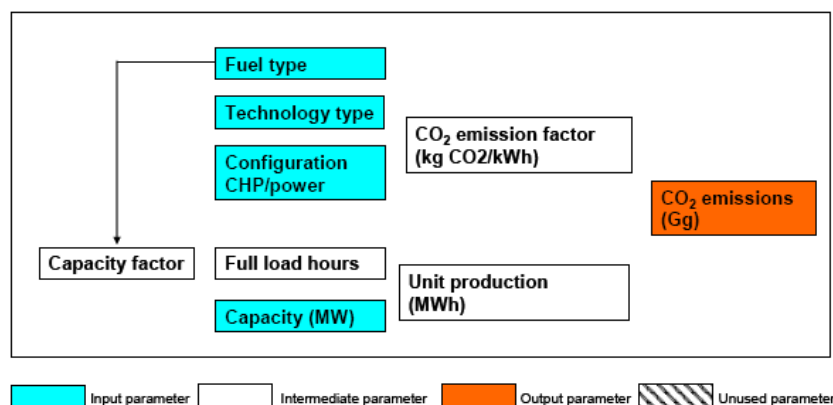 Fuel type
Technology type
CO₂ emission factor
(kg CO2/kWh)
Configuration
CHP/power
CO₂ emissions
(Gg)
Capacity factor
Full load hours
Unit production
(MWh)
Capacity (MW)
Input parameter
Intermediate parameter
Output parameter
Unused parameter